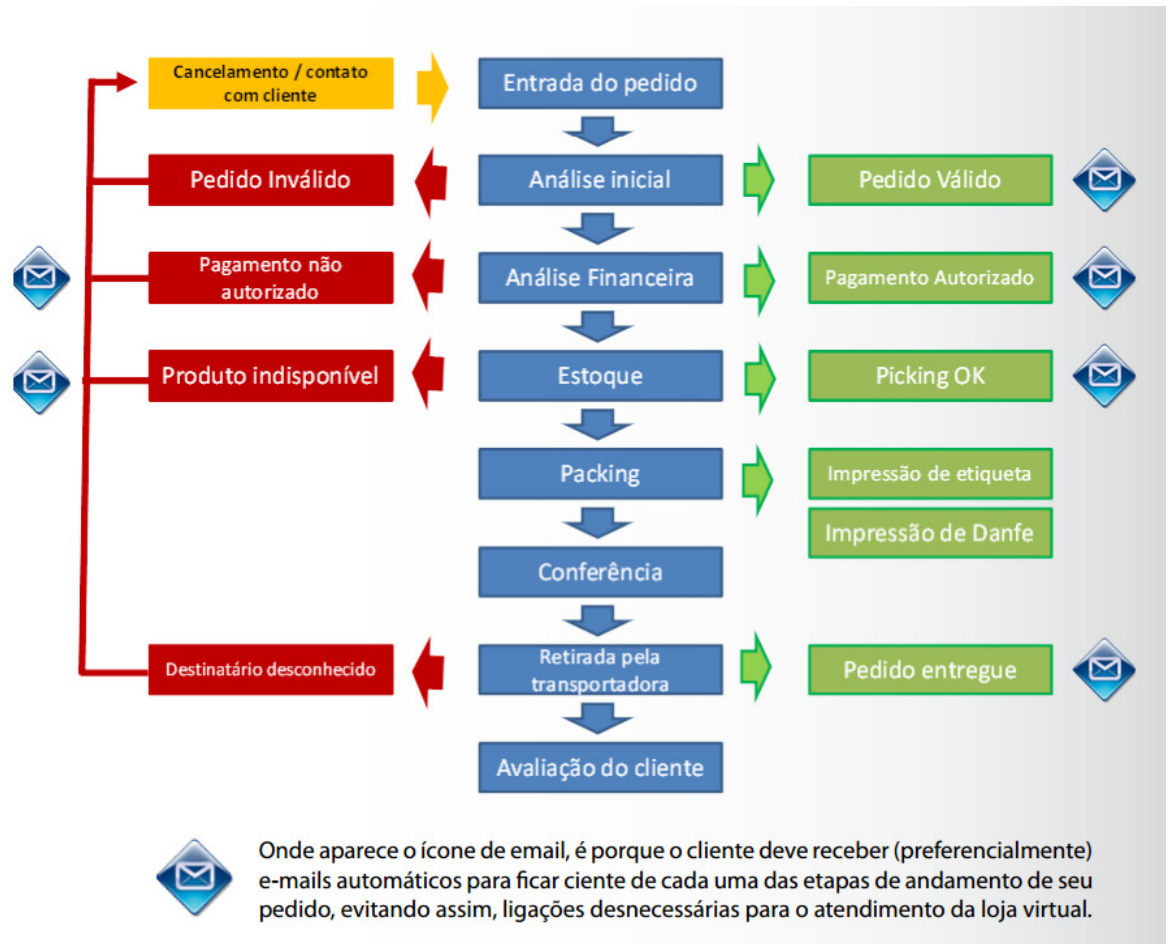 Cancelamento / contato
com cliente
Entrada do pedido
Pedido Inválido
Análise inicial
Pedido Válido
Pagamento não
autorizado
Análise Financeira
Pagamento Autorizado
Produto indisponível
Estoque
Picking OK
Packing
Impressão de etiqueta
Impressão de Danfe
Conferência
Destinatário desconhecido
Retirada pela
transportadora
Pedido entregue
Avaliação do cliente
Onde aparece o ícone de email, é porque o cliente deve receber (preferencialmente)
e-mails automáticos para ficar ciente de cada uma das etapas de andamento de seu
pedido, evitando assim, ligações desnecessárias para o atendimento da loja virtual.